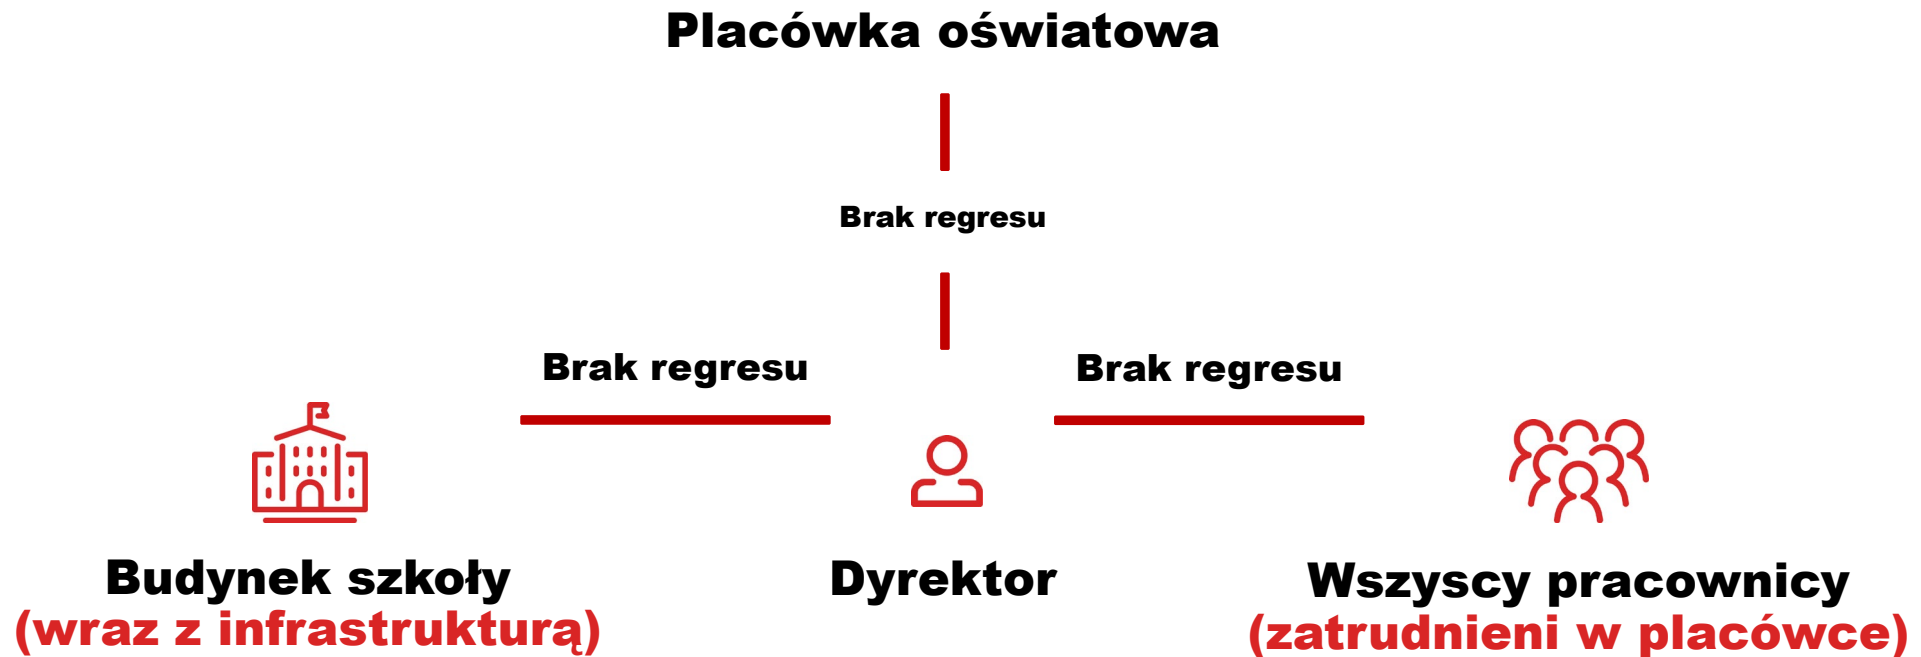 Placówka oświatowa
Brak regresu
Brak regresu
Brak regresu
Budynek szkoły
(wraz z infrastrukturą)
Dyrektor
Wszyscy pracownicy
(zatrudnieni w placówce)